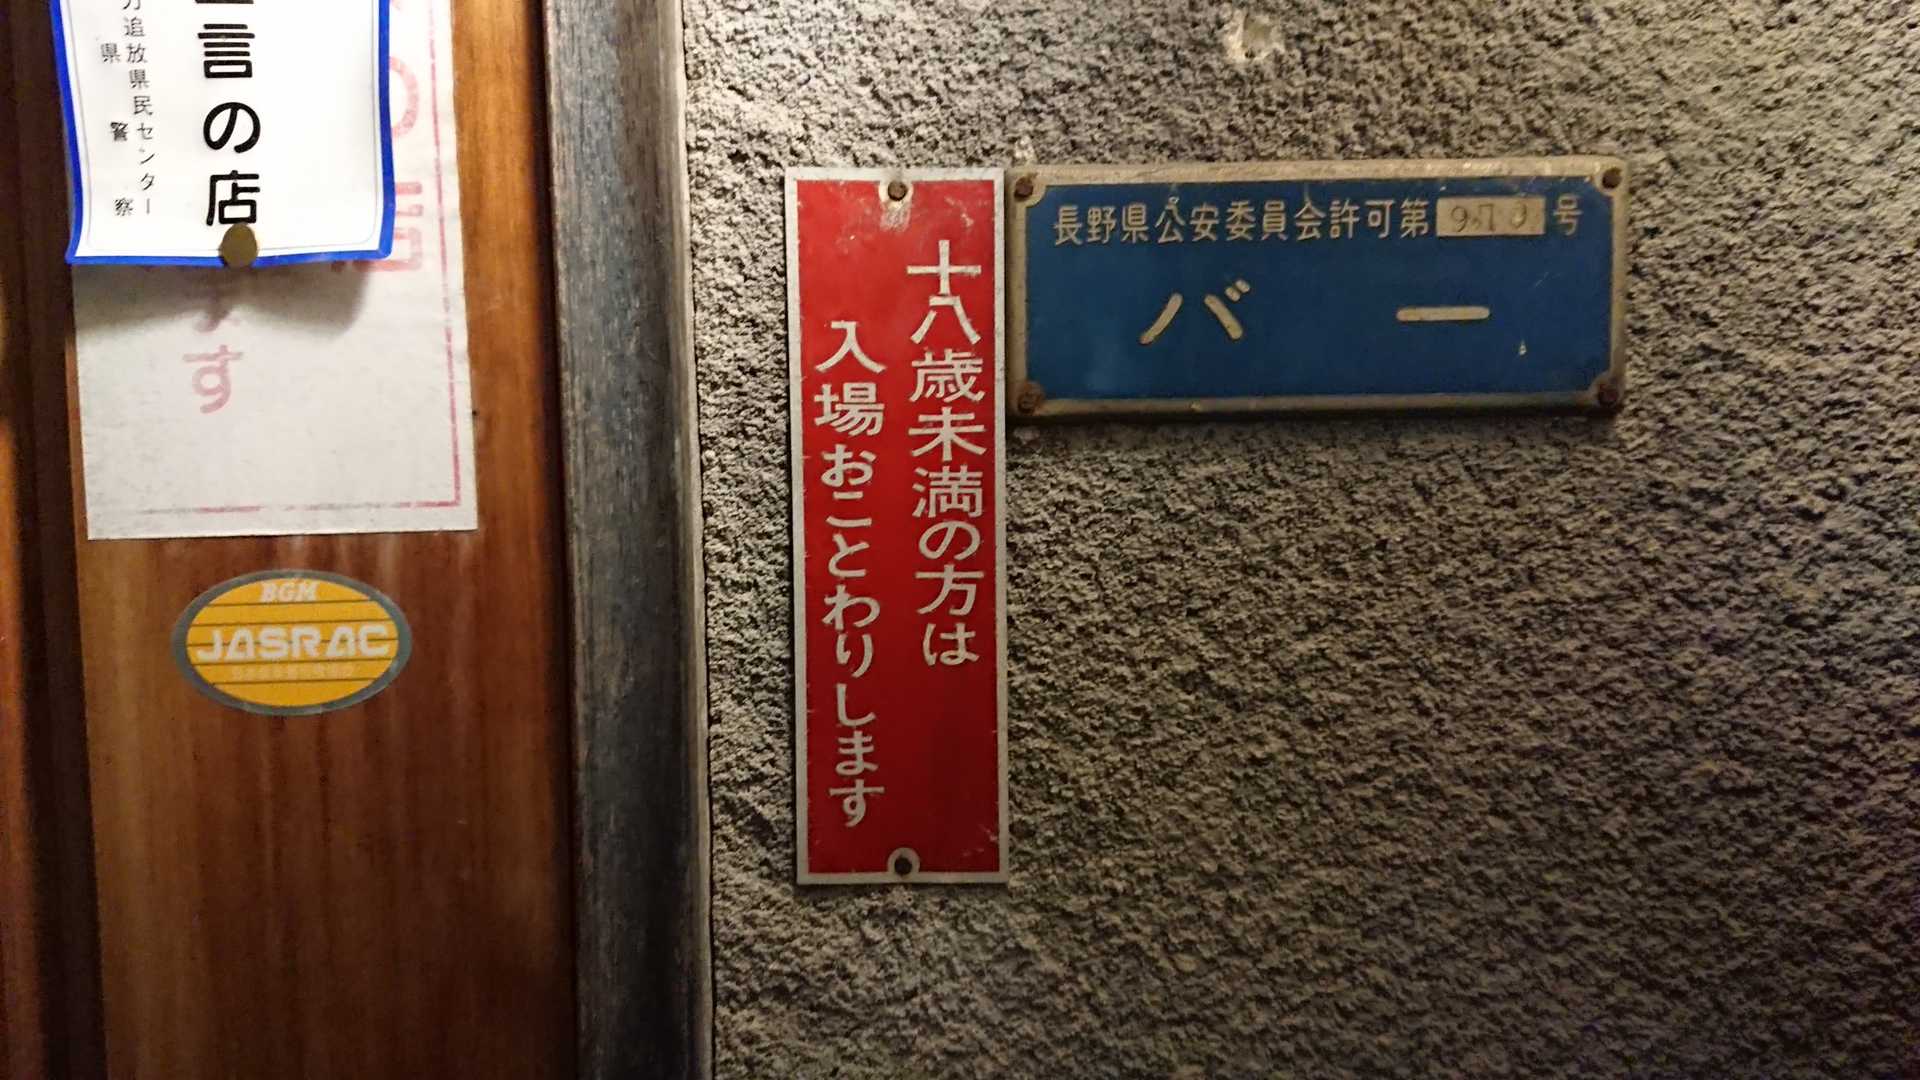 言の店
力追放県民センター
県警察
す
BGM
JASRAC
十八歳未満の方は
入場おことわりします
長野県公安委員会許可第
号
バー